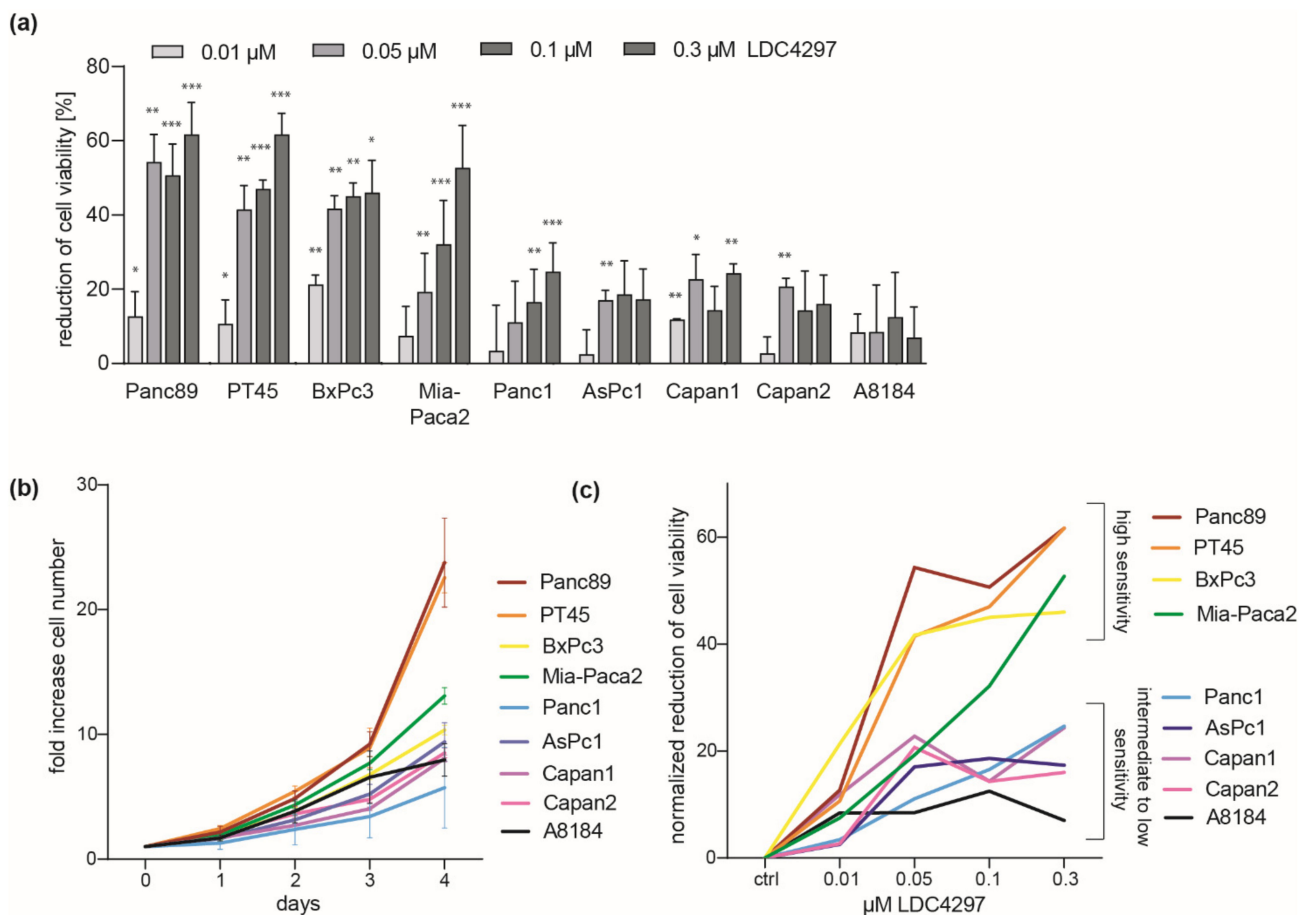 (a)
0.01 µM 0.05 µM 0.1 µM 0.3 µM LDC4297
reduction of cell viability [%]
80
60
40
20
0
* ** *** ***
* ** *** ***
** ** ** *
** *** ***
** ***
**
** * **
**
Panc89 PT45 BxPc3 Mia- Panc1 AsPc1 Capan1 Capan2 A8184
Paca2
(b)
fold increase cell number
30
20
10
0
0 1 2 3 4
days
Panc89
PT45
BxPc3
Mia-Paca2
Panc1
AsPc1
Capan1
Capan2
A8184
(c)
normalized reduction of cell viability
60
40
20
0
ctrl 0.01 0.05 0.1 0.3
µM LDC4297
high sensitivity
Panc89
PT45
BxPc3
Mia-Paca2
intermediate to low
sensitivity
Panc1
AsPc1
Capan1
Capan2
A8184